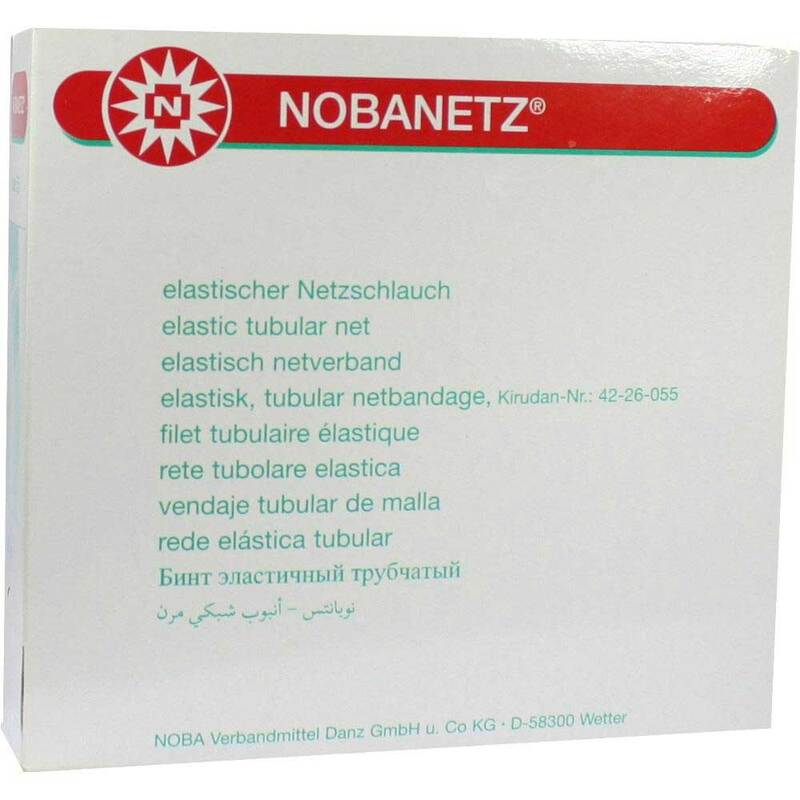 N
NOBANETZ®
elastischer Netzschlauch
elastic tubular net
elastisch netverband
elastisk, tubular netbandage, Kirudan-Nr.: 42-26-055
filet tubulaire élastique
rete tubolare elastica
vendaje tubular de malla
rede elástica tubular
Бинт эластичный трубчатый
نوبانتس – أنبوب شبكي مرن
NOBA Verbandmittel Danz GmbH u. Co KG · D-58300 Wetter